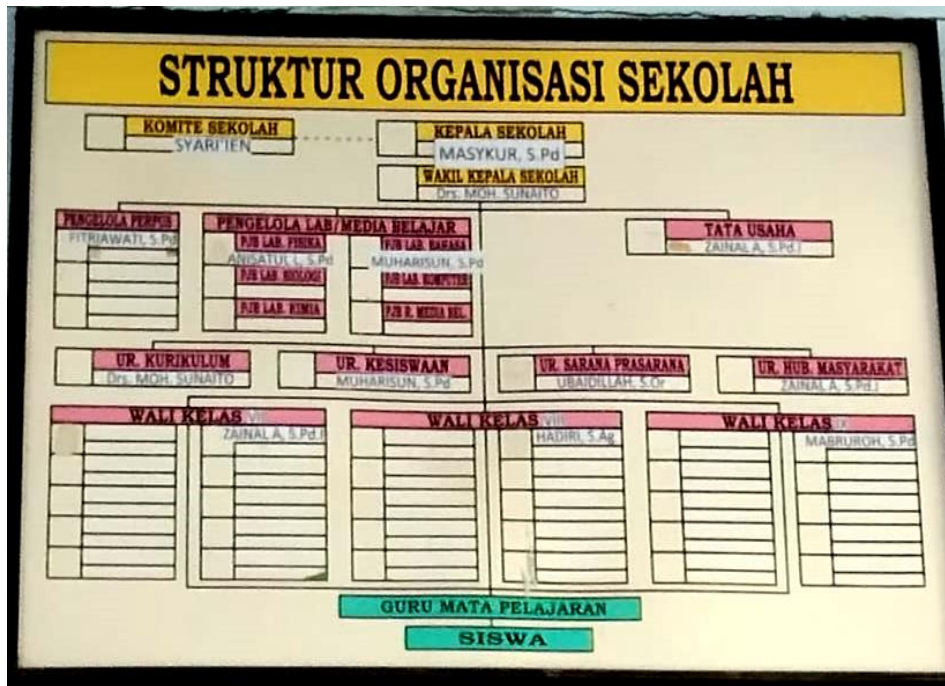 STRUKTUR ORGANISASI SEKOLAH
KOMITE SEKOLAH
SYARI'IEN
KEPALA SEKOLAH
MASYKUR, S.Pd
WAKIL KEPALA SEKOLAH
Drs. MOH. SUNAITO
PENGELOLA PERPUS
FITRIAWATI, S.Pd
PENGELOLA LAB/MEDIA BELAJAR
PJB LAB. FISIKA
ANISATUL L, S.Pd
PJB LAB. BIOLOGI
PJB LAB. KIMIA
PJB LAB. BAHASA
MUHARISUN, S.Pd
PJB LAB. KOMPUTER
PJB R. MEDIA BEL.
TATA USAHA
ZAINAL A, S.Pd.I
UR. KURIKULUM
Drs. MOH. SUNAITO
UR. KESISWAAN
MUHARISUN, S.Pd
UR. SARANA PRASARANA
UBAIDILLAH, S.Or
UR. HUB. MASYARAKAT
ZAINAL A, S.Pd.I
WALI KELAS VII
ZAINAL A, S.Pd.I
WALI KELAS VIII
HADIRI, S.Ag
WALI KELAS IX
MABRUROH, S.Pd
GURU MATA PELAJARAN
SISWA